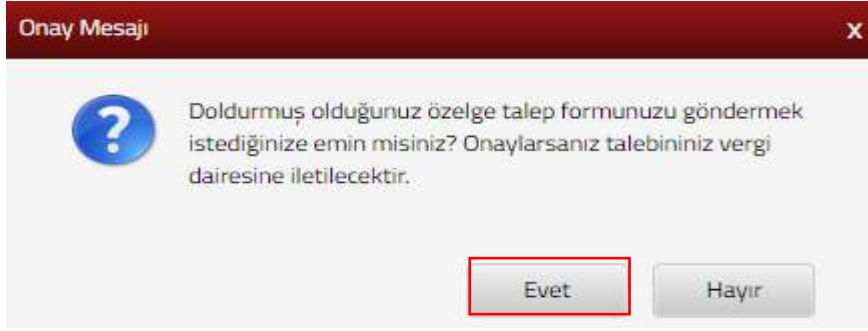 Onay Mesajı
x
Doldurmuş olduğunuz özelge talep formunuzu göndermek
istediğinize emin misiniz? Onaylarsanız talebininiz vergi
dairesine iletilecektir.
Evet
Hayır